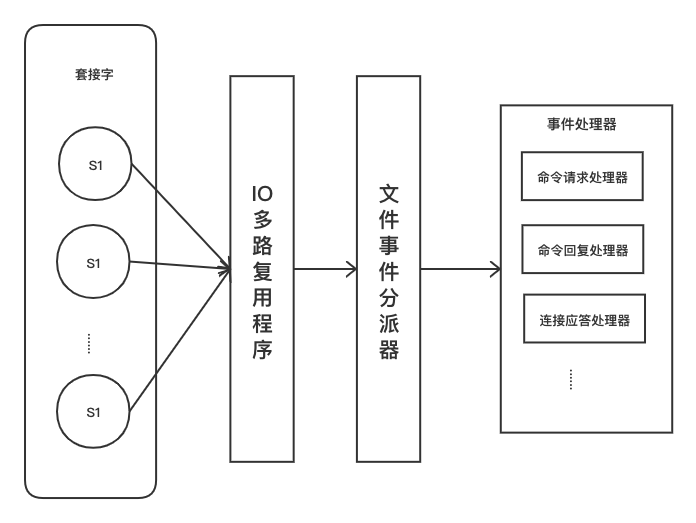 套接字
S1
S1
S1
IO
多
路
复
用
程
序
文
件
事
件
分
派
器
事件处理器
命令请求处理器
命令回复处理器
连接应答处理器